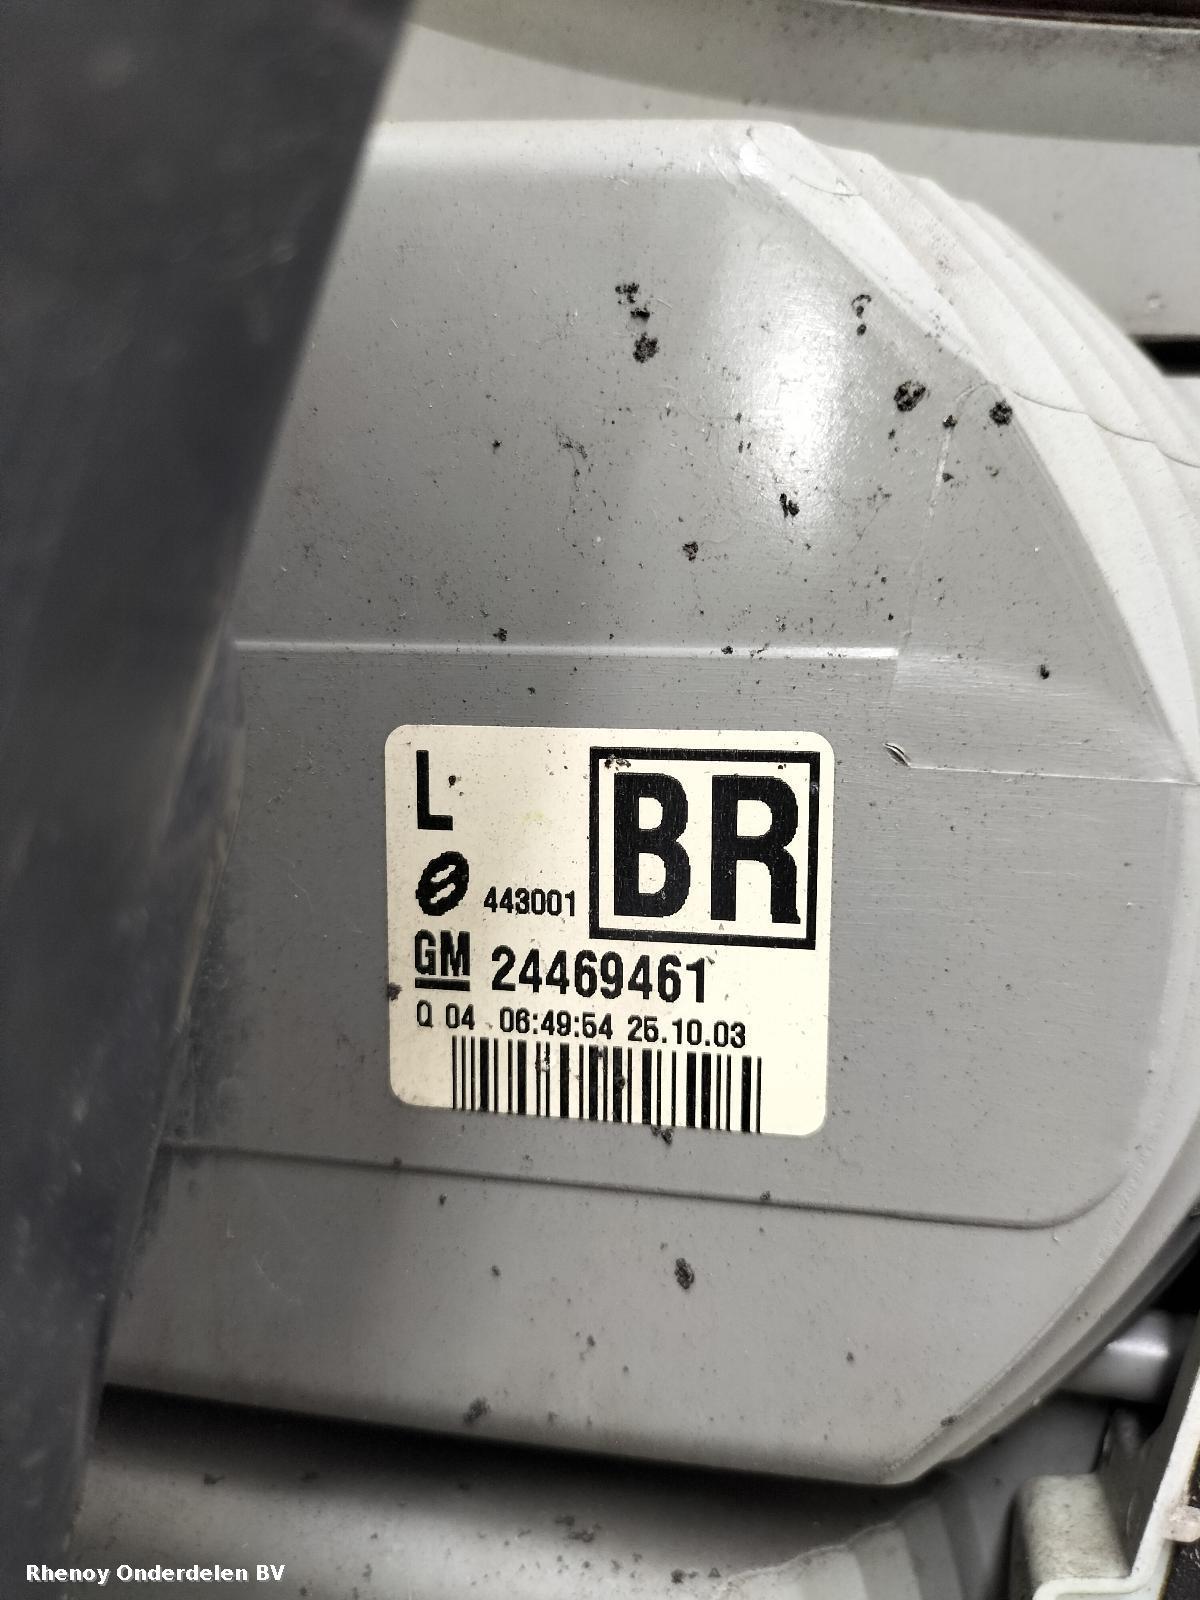 L
BR
443001
GM 24469461
Q 04 06:49:54 25.10.03
Rhenoy Onderdelen BV